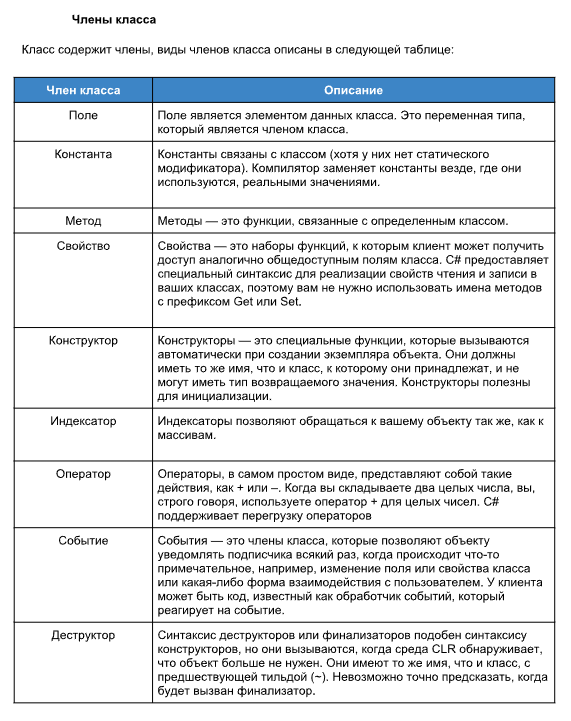 Члены класса
Класс содержит члены, виды членов класса описаны в следующей таблице:
Член класса
Описание
Поле
Поле является элементом данных класса. Это переменная типа,
который является членом класса.
Константа
Константы связаны с классом (хотя у них нет статического
модификатора). Компилятор заменяет константы везде, где они
используются, реальными значениями.
Метод
Методы — это функции, связанные с определенным классом.
Свойство
Свойства — это наборы функций, к которым клиент может получить
доступ аналогично общедоступным полям класса. C# предоставляет
специальный синтаксис для реализации свойств чтения и записи в
ваших классах, поэтому вам не нужно использовать имена методов
с префиксом Get или Set.
Конструктор
Конструкторы — это специальные функции, которые вызываются
автоматически при создании экземпляра объекта. Они должны
иметь то же имя, что и класс, к которому они принадлежат, и не
могут иметь тип возвращаемого значения. Конструкторы полезны
для инициализации.
Индексатор
Индексаторы позволяют обращаться к вашему объекту так же, как к
массивам.
Оператор
Операторы, в самом простом виде, представляют собой такие
действия, как + или –. Когда вы складываете два целых числа, вы,
строго говоря, используете оператор + для целых чисел. C#
поддерживает перегрузку операторов
Событие
События — это члены класса, которые позволяют объекту
уведомлять подписчика всякий раз, когда происходит что-то
примечательное, например, изменение поля или свойства класса
или какая-либо форма взаимодействия с пользователем. У клиента
может быть код, известный как обработчик событий, который
реагирует на событие.
Деструктор
Синтаксис деструкторов или финализаторов подобен синтаксису
конструкторов, но они вызываются, когда среда CLR обнаруживает,
что объект больше не нужен. Они имеют то же имя, что и класс, с
предшествующей тильдой (~). Невозможно точно предсказать, когда
будет вызван финализатор.